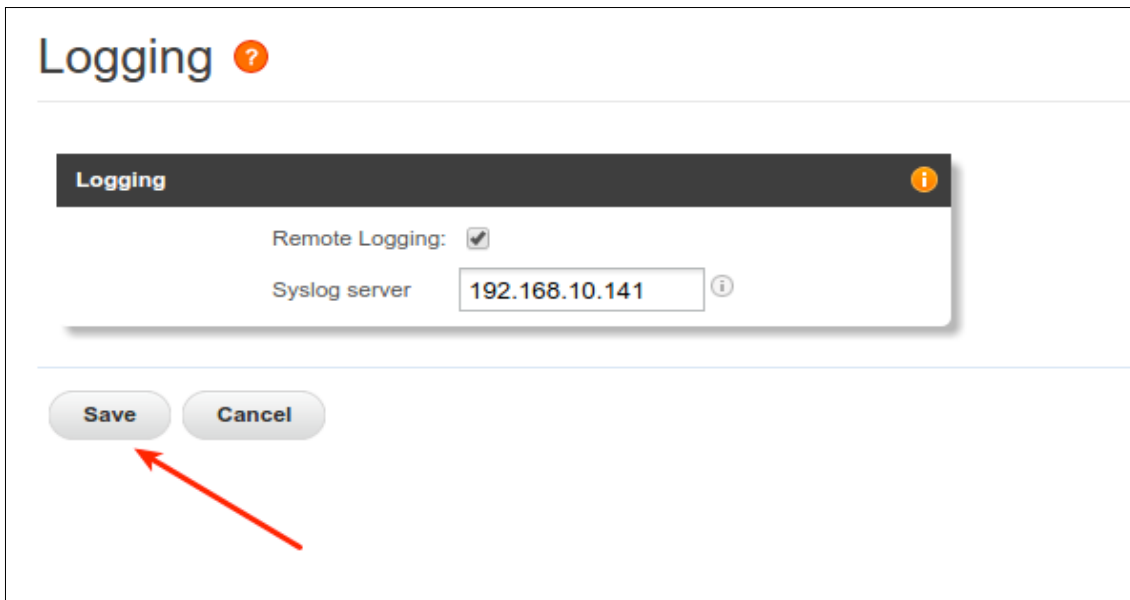 Logging ?
Logging
Remote Logging:
Syslog server 192.168.10.141
Save Cancel